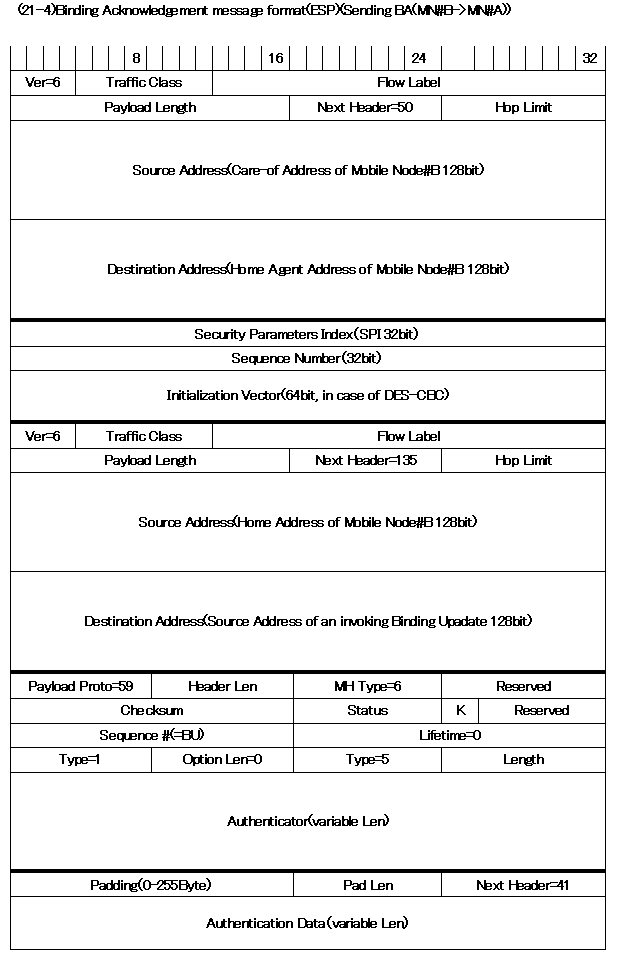 (21-4)Binding Acknowledgement message format(ESP)(Sending BA(MN#B->MN#A))
8 16 24 32
Ver=6 Traffic Class Flow Label
Payload Length Next Header=50 Hop Limit
Source Address(Care-of Address of Mobile Node#B 128bit)
Destination Address(Home Agent Address of Mobile Node#B 128bit)
Security Parameters Index(SPI 32bit)
Sequence Number(32bit)
Initialization Vector(64bit, in case of DES-CBC)
Ver=6 Traffic Class Flow Label
Payload Length Next Header=135 Hop Limit
Source Address(Home Address of Mobile Node#B 128bit)
Destination Address(Source Address of an invoking Binding Upadate 128bit)
Payload Proto=59 Header Len MH Type=6 Reserved
Checksum Status K Reserved
Sequence #(=BU) Lifetime=0
Type=1 Option Len=0 Type=5 Length
Authenticator(variable Len)
Padding(0-255Byte) Pad Len Next Header=41
Authentication Data(variable Len)